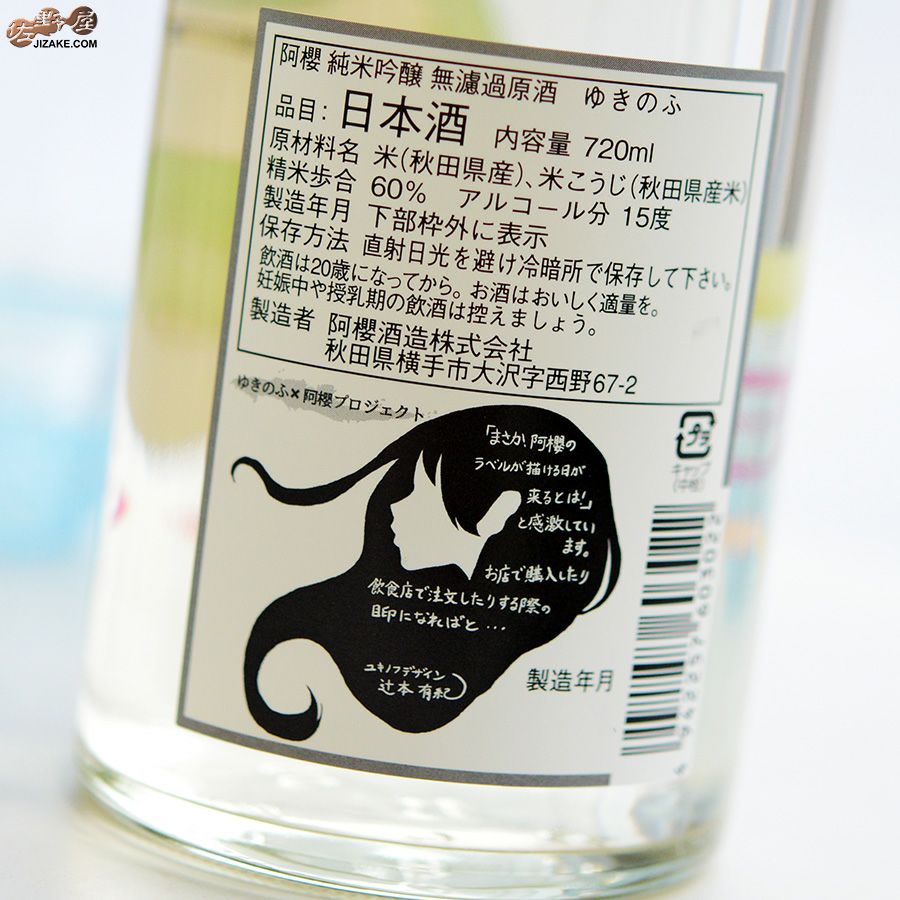 佐野屋
JIZAKE.COM
阿櫻 純米吟醸 無濾過原酒 ゆきのふ
品目: 日本酒 内容量 720ml
原材料名 米(秋田県産)、米こうじ(秋田県産米)
精米歩合 60% アルコール分 15度
製造年月 下部枠外に表示
保存方法 直射日光を避け冷暗所で保存して下さい。
飲酒は20歳になってから。お酒はおいしく適量を。
妊娠中や授乳期の飲酒は控えましょう。
製造者 阿櫻酒造株式会社
秋田県横手市大沢字西野67-2
ゆきのふ×阿櫻プロジェクト
「まさか、阿櫻の
ラベルが描ける日が
来るとは!」
と感激してい
ます。
お店で購入したり
飲食店で注文したりする際の
目印になればと...
ユキノフデザイン
辻本 有紀
プラ
キャップ
(中栓)
製造年月